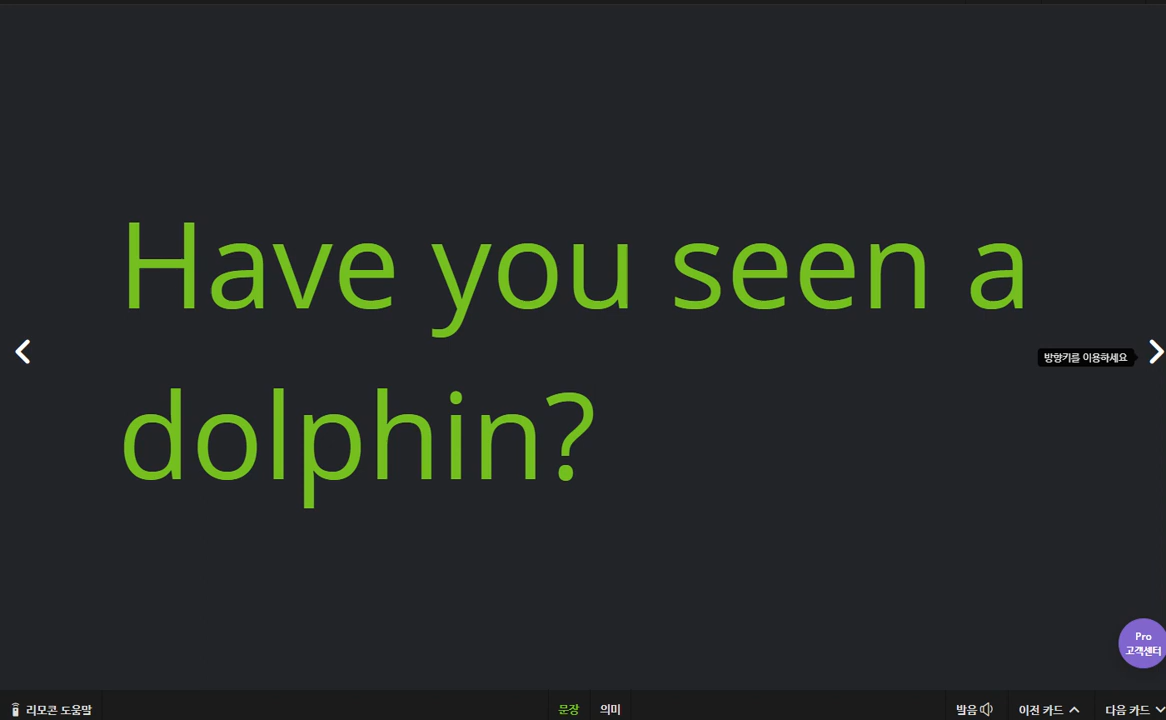 Have you seen a
dolphin?
방향키를 이용하세요
Pro
고객센터
리모콘 도움말
문장
의미
발음
이전 카드
다음 카드